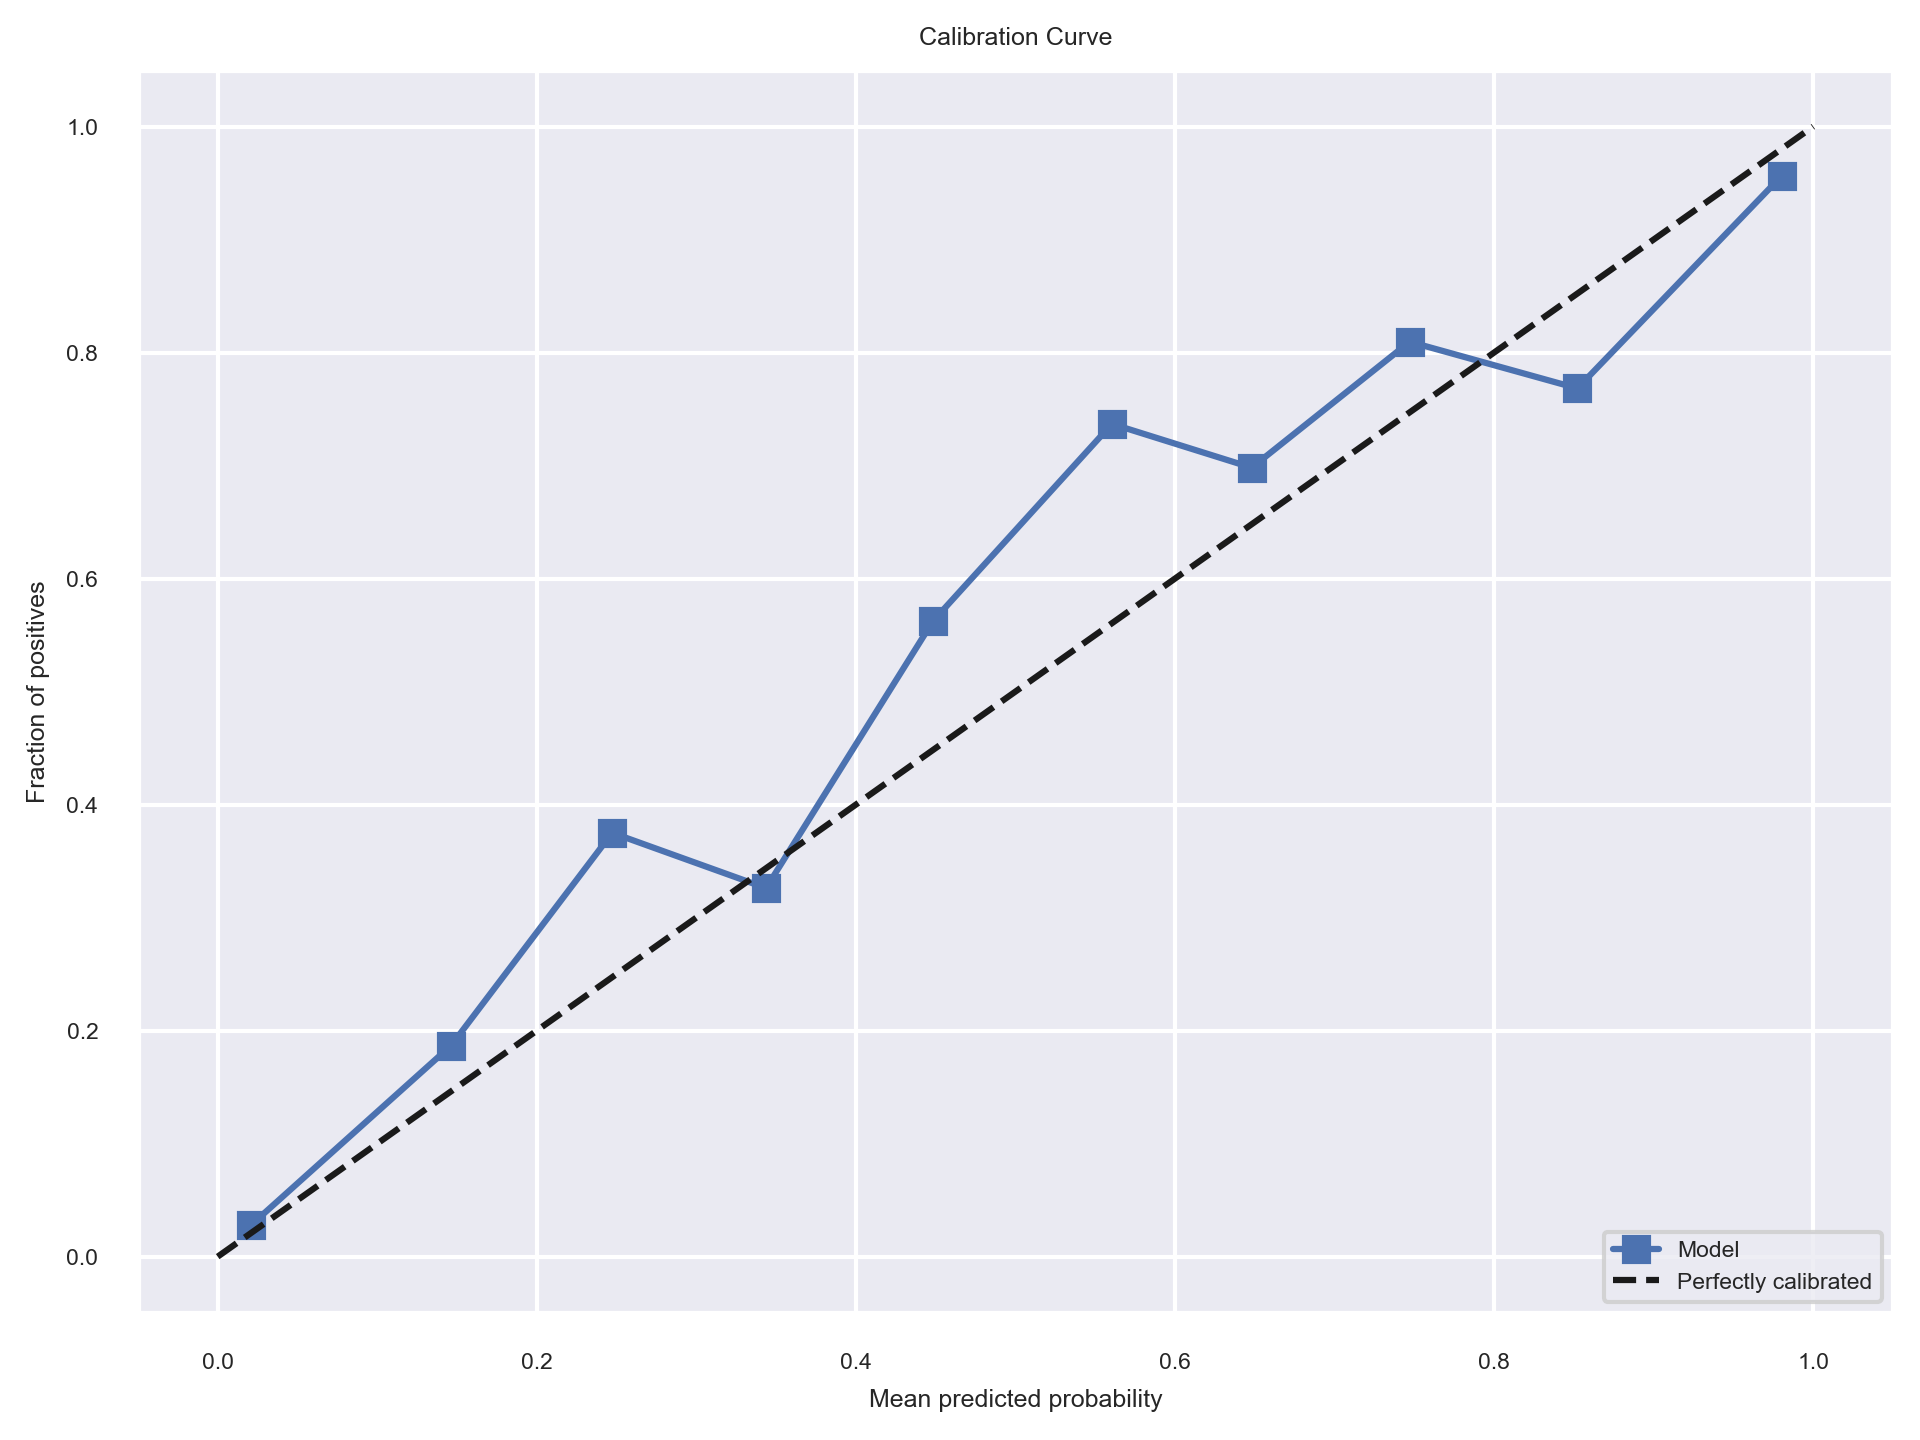 Calibration Curve
1.0
0.8
0.6
0.4
0.2
0.0
Fraction of positives
0.0 0.2 0.4 0.6 0.8 1.0
Mean predicted probability
Model
Perfectly calibrated